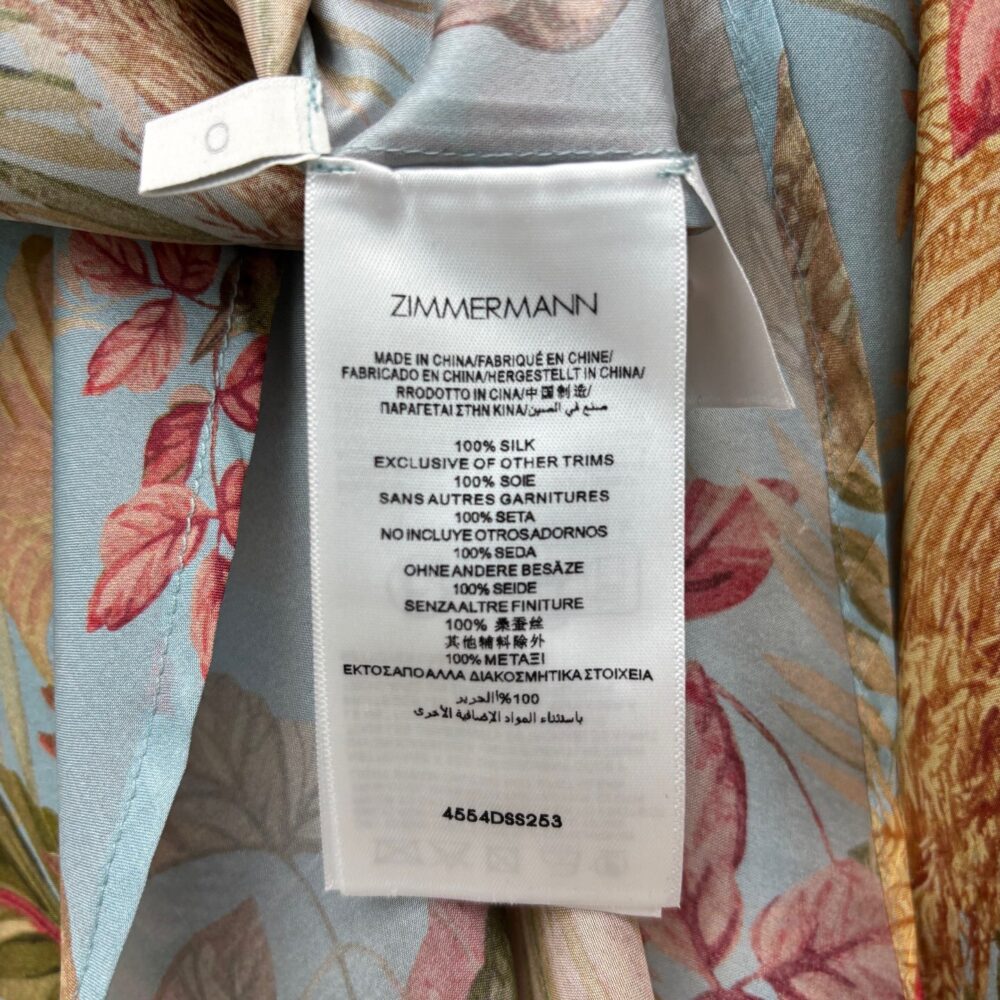 0
ZIMMERMANN
MADE IN CHINA/FABRIQUÉ EN CHINE/
FABRICADO EN CHINA/HERGESTELLT IN CHINA/
RRODOTTO IN CINA/中国制造/
ΠΑΡΑΓΕΤΑΙ ΣΤΗΝ ΚΙΝΑ/صنع في الصين
100% SILK
EXCLUSIVE OF OTHER TRIMS
100% SOIE
SANS AUTRES GARNITURES
100% SETA
NO INCLUYE OTROSADORNOS
100% SEDA
OHNE ANDERE BESÄZE
100% SEIDE
SENZAALTRE FINITURE
100% 桑蚕丝
其他辅料除外
100% ΜΕΤΑΞΙ
ΕΚΤΟΣΑΠΟΑΛΛΑ ΔΙΑΚΟΣΜΗΤΙΚΑ ΣΤΟΙΧΕΙΑ
100%الحرير
باستثناء المواد الإضافية الأخرى
4554DSS253